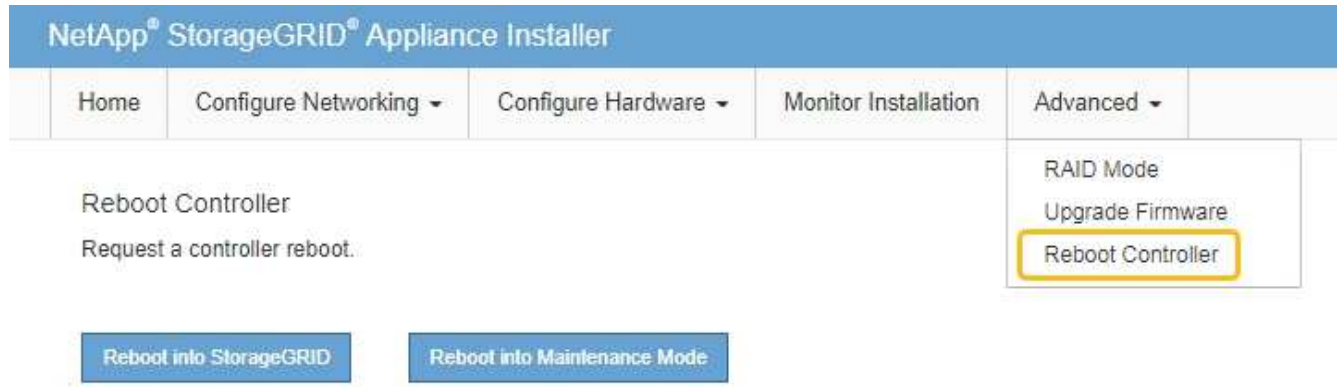 NetApp® StorageGRID® Appliance Installer
Home Configure Networking Configure Hardware Monitor Installation Advanced
RAID Mode
Upgrade Firmware
Reboot Controller
Reboot Controller
Request a controller reboot.
Reboot into StorageGRID Reboot into Maintenance Mode